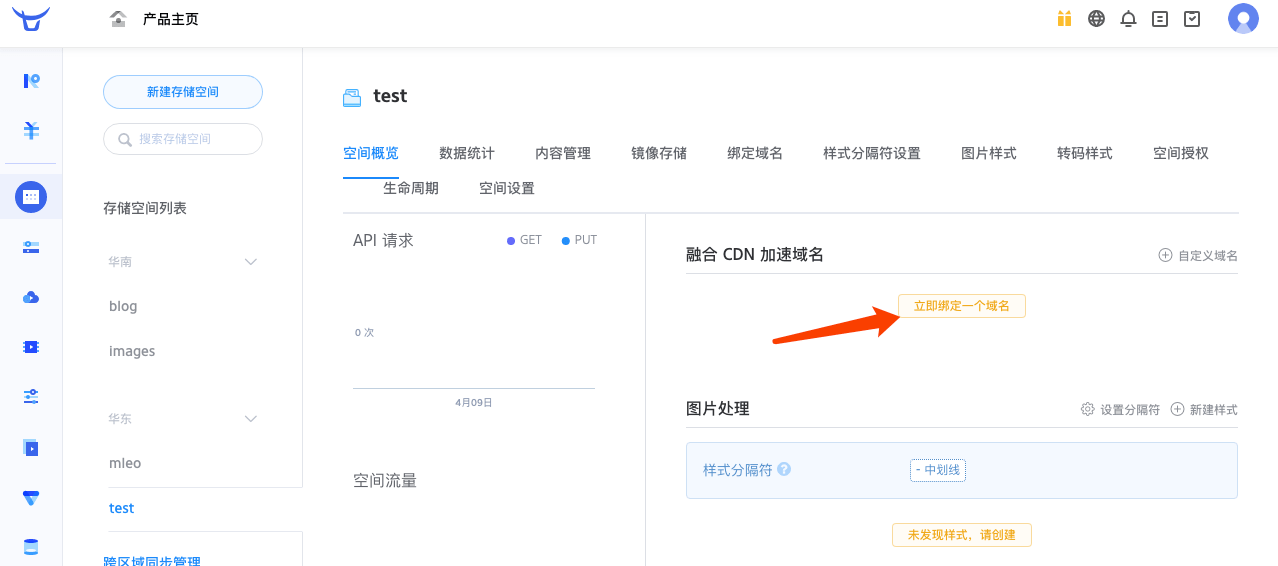 产品主页
新建存储空间
搜索存储空间
存储空间列表
华南
blog
images
华东
mleo
test
跨区域同步管理
test
空间概览 数据统计 内容管理 镜像存储 绑定域名 样式分隔符设置 图片样式 转码样式 空间授权
生命周期 空间设置
API 请求 GET PUT
0 次
4月09日
空间流量
融合 CDN 加速域名 自定义域名
立即绑定一个域名
图片处理 设置分隔符 新建样式
样式分隔符 ? - 中划线
未发现样式，请创建